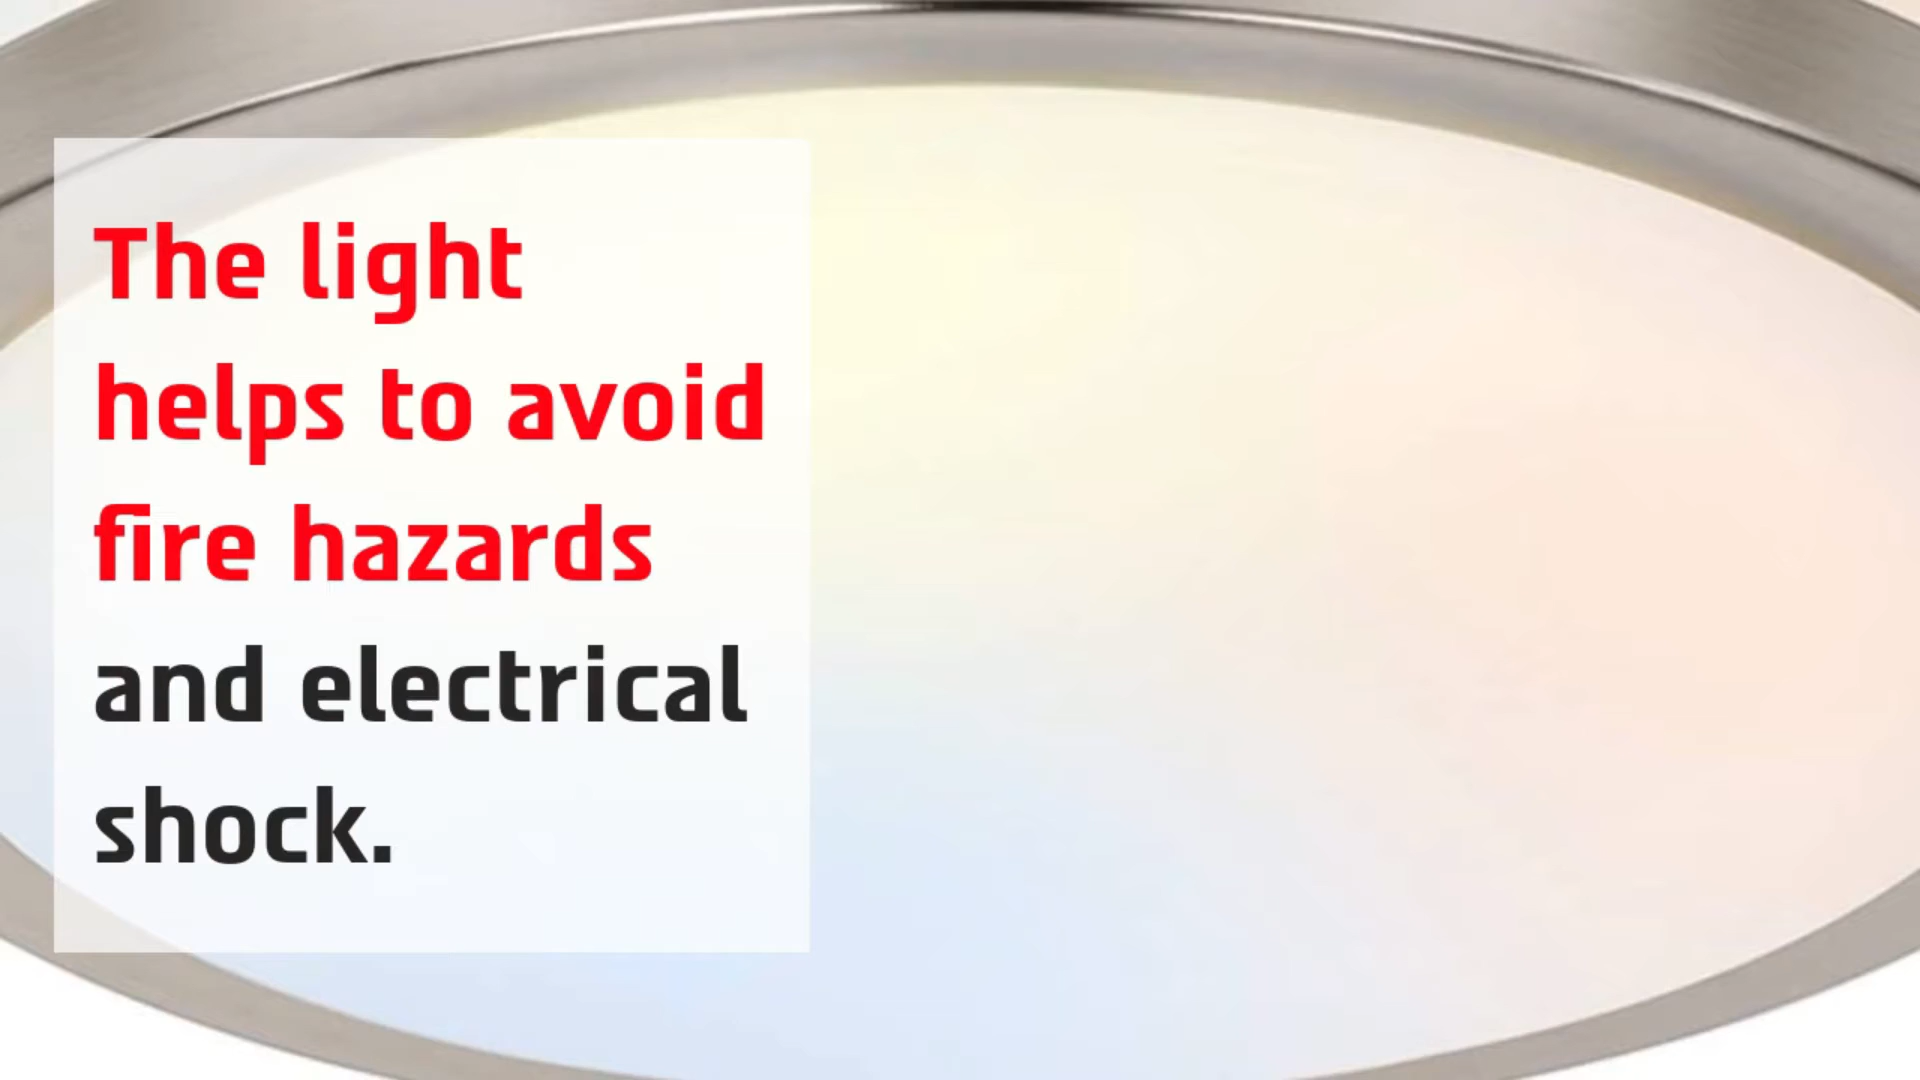 The light
helps to avoid
fire hazards
and electrical
shock.